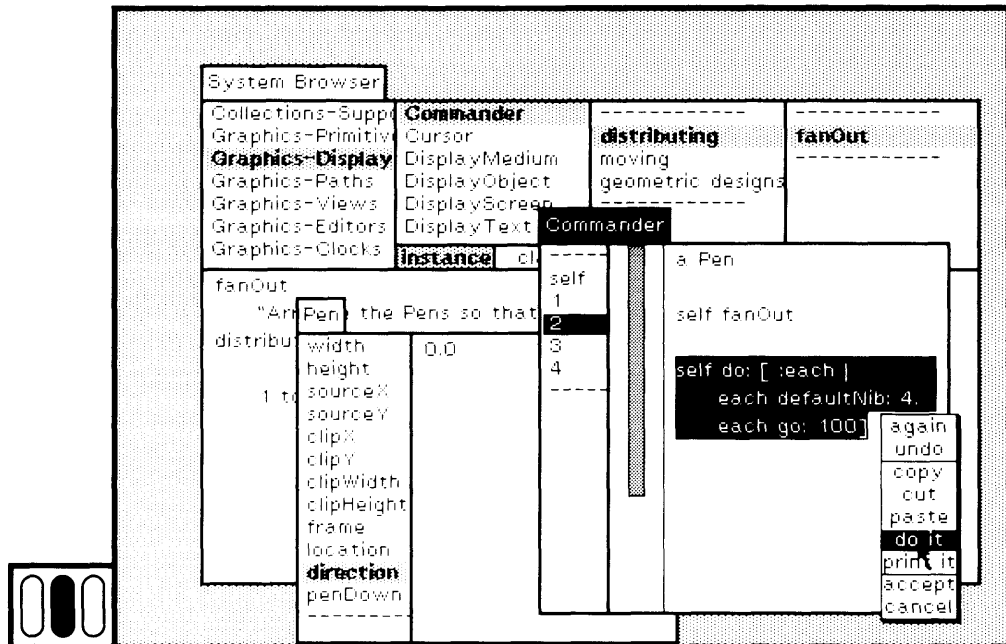 System Browser
Collections-Suppo
Graphics-Primitiv
Graphics-Display
Graphics-Paths
Graphics-Views
Graphics-Editors
Graphics-Clocks
Commander
Cursor
DisplayMedium
DisplayObject
DisplayScreen
DisplayText
instance
distributing
moving
geometric designs
fanOut
fanOut
"Arr the Pens so that
distribu
1 to
Pen
width
height
sourceX
sourceY
clipX
clipY
clipWidth
clipHeight
frame
location
direction
penDown
0.0
Commander
self
1
2
3
4
a Pen
self fanOut
self do: [ :each |
each defaultNib: 4.
each go: 100]
again
undo
copy
cut
paste
do it
print it
accept
cancel